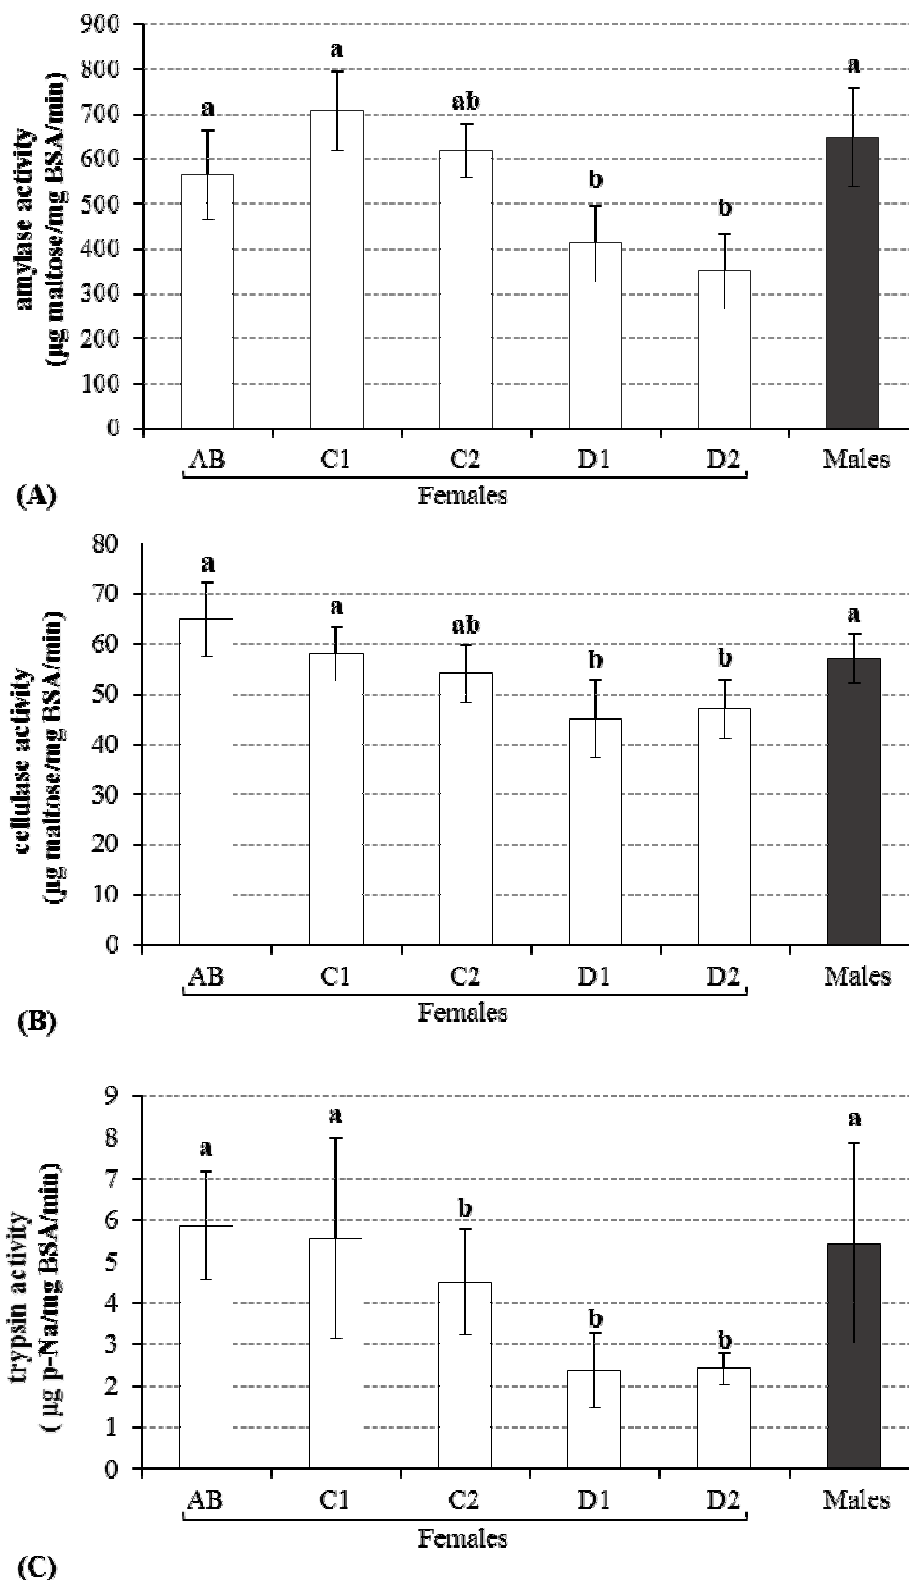 900
800
700
600
500
400
300
200
100
0
amylase activity
(µg maltose/mg BSA/min)
a
a
ab
b
b
a
AB C1 C2 D1 D2 Males
Females
(A)
80
70
60
50
40
30
20
10
0
cellulase activity
(µg maltose/mg BSA/min)
a
a
ab
b
b
a
AB C1 C2 D1 D2 Males
Females
(B)
9
8
7
6
5
4
3
2
1
0
trypsin activity
( µg p-Na/mg BSA/min)
a
a
b
b
b
a
AB C1 C2 D1 D2 Males
Females
(C)